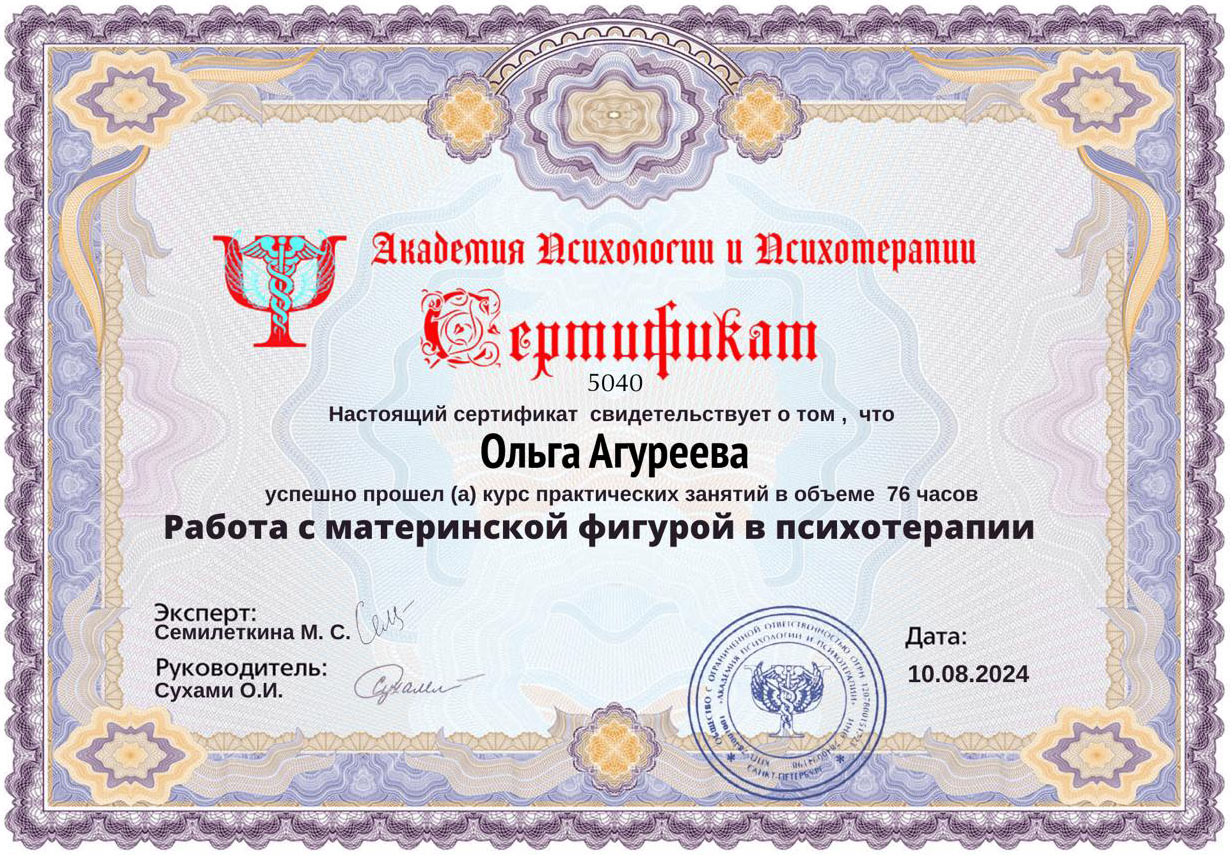 Академия Психологии и Психотерапии
Сертификат
5040
Настоящий сертификат свидетельствует о том , что
Ольга Агуреева
успешно прошел (а) курс практических занятий в объеме 76 часов
Работа с материнской фигурой в психотерапии
Эксперт:
Семилеткина М. С.
Руководитель:
Сухами О.И.
Дата:
10.08.2024
ОБЩЕСТВО С ОГРАНИЧЕННОЙ ОТВЕТСТВЕННОСТЬЮ ОГРН
«АКАДЕМИЯ ПСИХОЛОГИИ И ПСИХОТЕРАПИИ» ИНН
САНКТ-ПЕТЕРБУРГ